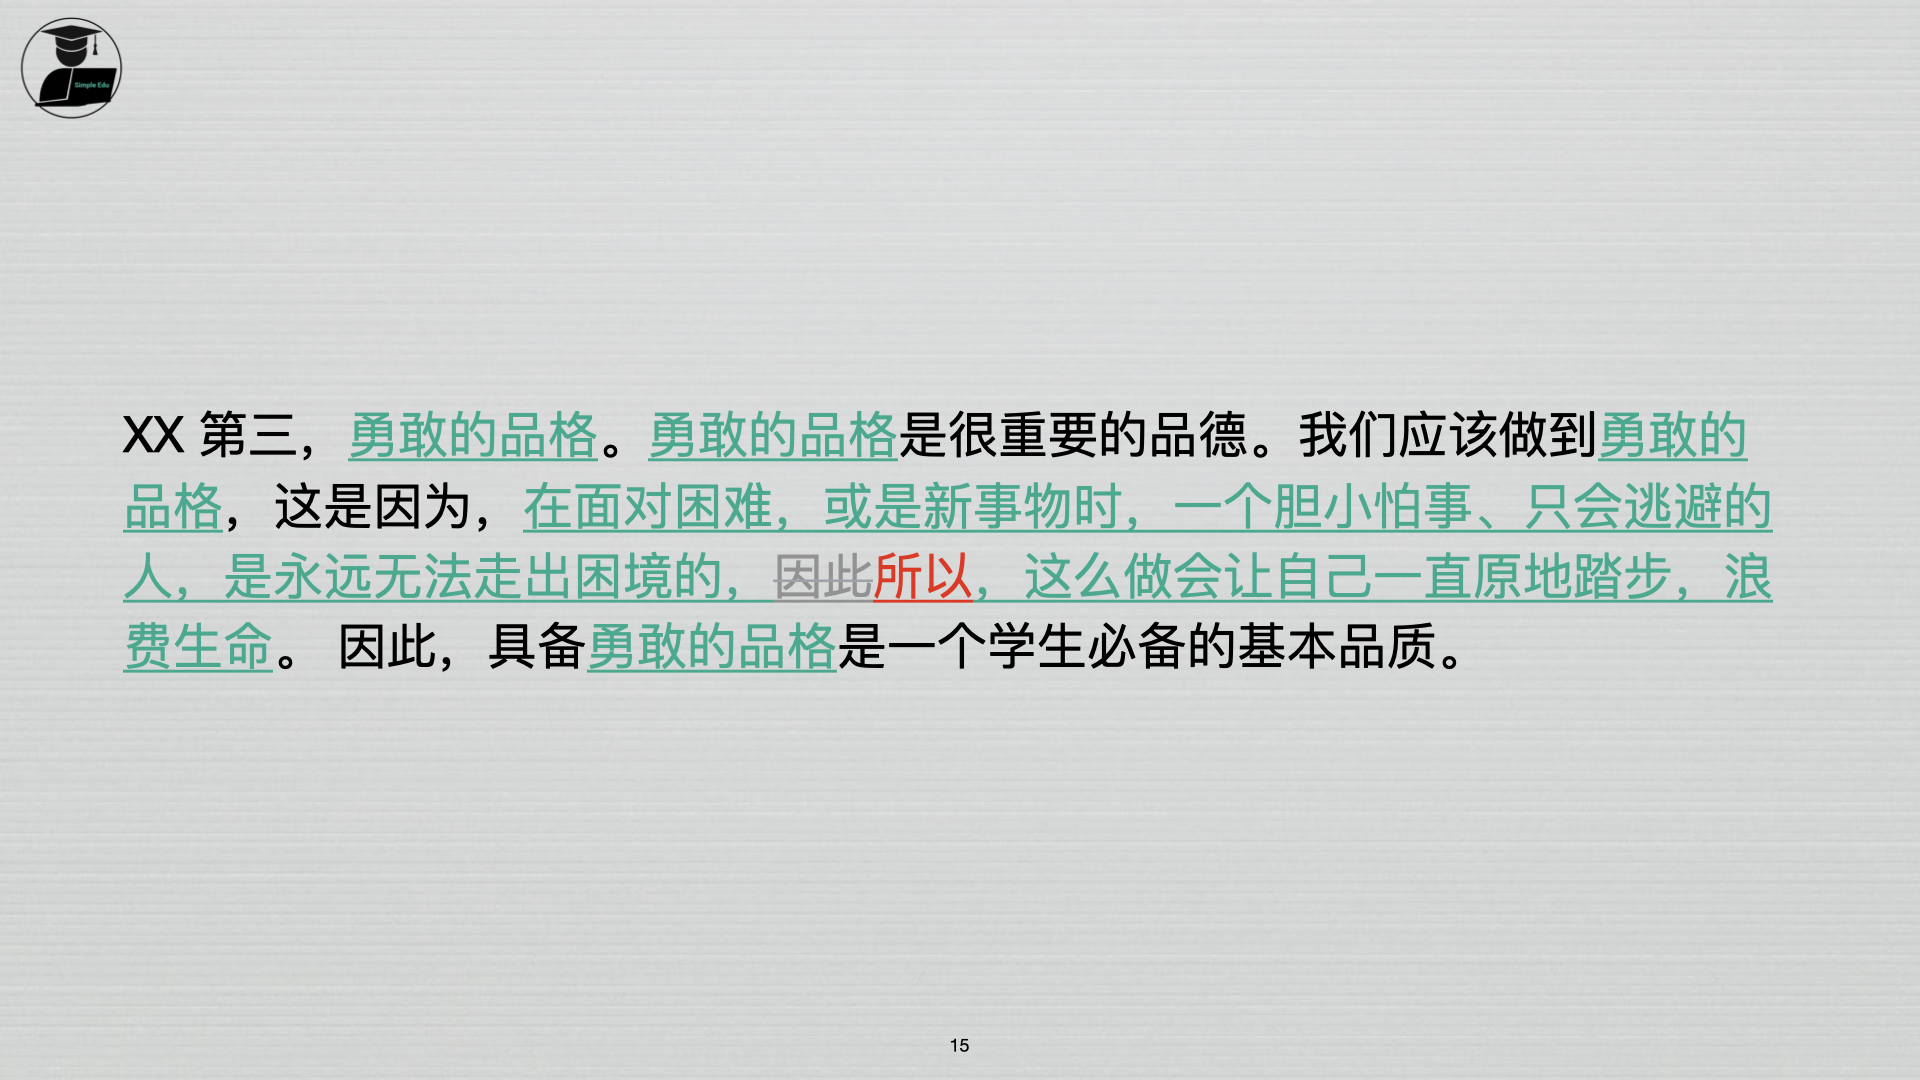 Simple Edu
XX 第三，勇敢的品格。勇敢的品格是很重要的品德。我们应该做到勇敢的
品格，这是因为，在面对困难，或是新事物时，一个胆小怕事、只会逃避的
人，是永远无法走出困境的，因此所以，这么做会让自己一直原地踏步，浪
费生命。 因此，具备勇敢的品格是一个学生必备的基本品质。
15